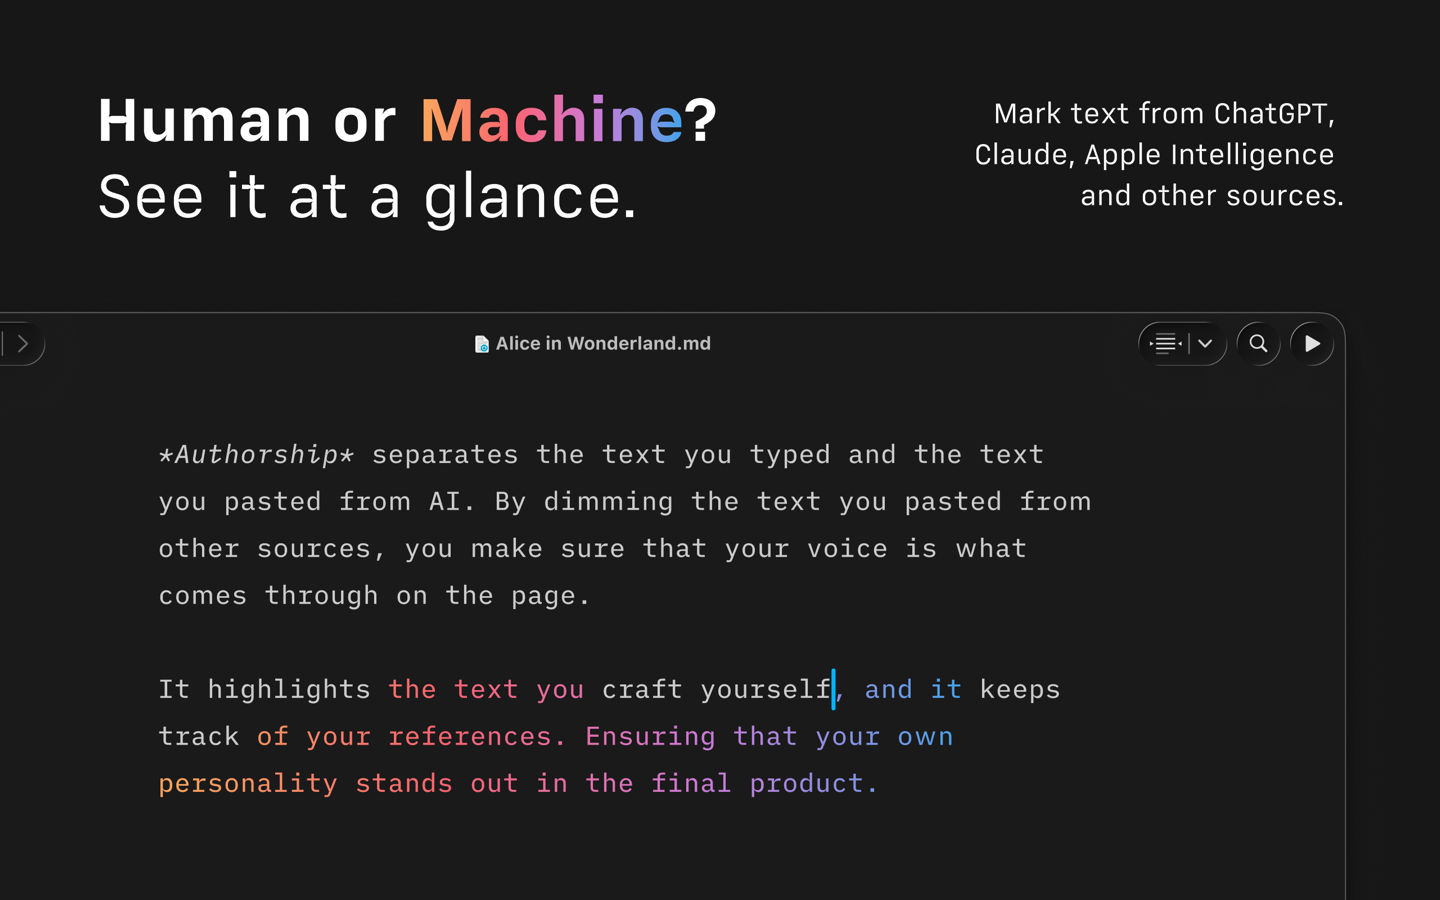 Human or Machine?
See it at a glance.
Mark text from ChatGPT,
Claude, Apple Intelligence
and other sources.
Alice in Wonderland.md
*Authorship* separates the text you typed and the text
you pasted from AI. By dimming the text you pasted from
other sources, you make sure that your voice is what
comes through on the page.
It highlights the text you craft yourself, and it keeps
track of your references. Ensuring that your own
personality stands out in the final product.